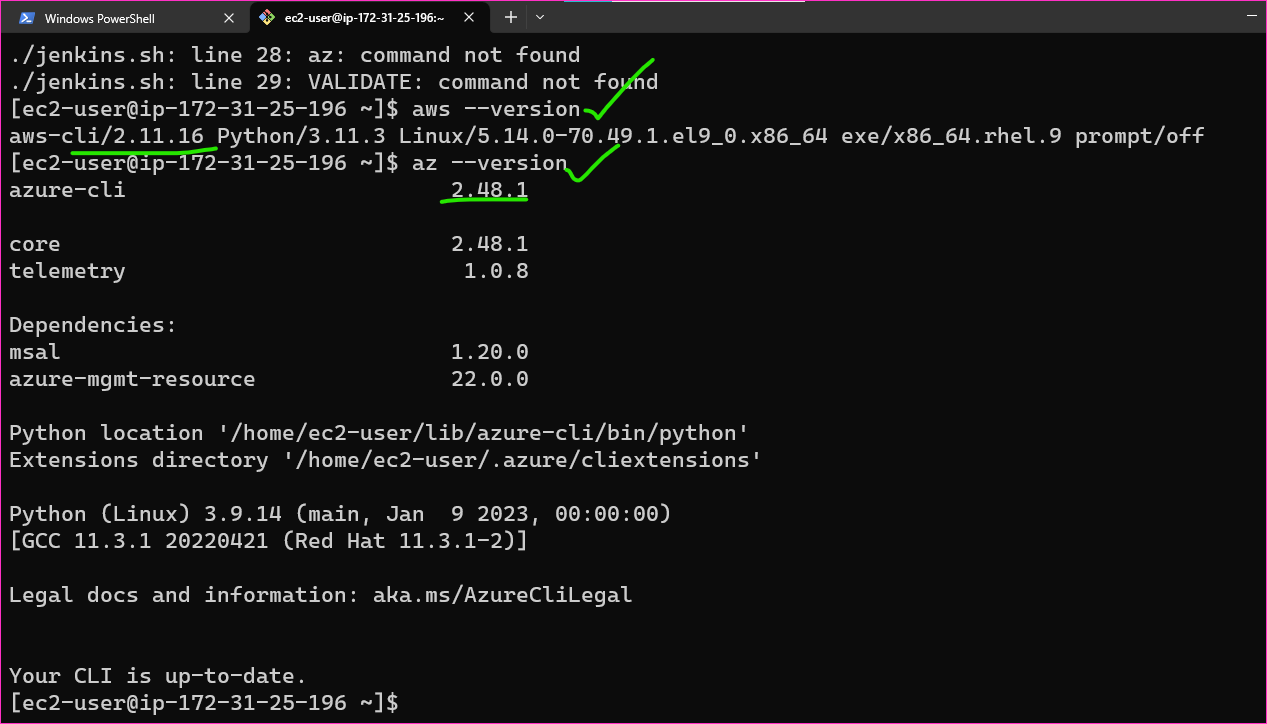 Windows PowerShell
ec2-user@ip-172-31-25-196:~
./jenkins.sh: line 28: az: command not found
./jenkins.sh: line 29: VALIDATE: command not found
[ec2-user@ip-172-31-25-196 ~]$ aws --version
aws-cli/2.11.16 Python/3.11.3 Linux/5.14.0-70.49.1.el9_0.x86_64 exe/x86_64.rhel.9 prompt/off
[ec2-user@ip-172-31-25-196 ~]$ az --version
azure-cli                         2.48.1
core                              2.48.1
telemetry                          1.0.8
Dependencies:
msal                              1.20.0
azure-mgmt-resource               22.0.0
Python location '/home/ec2-user/lib/azure-cli/bin/python'
Extensions directory '/home/ec2-user/.azure/cliextensions'
Python (Linux) 3.9.14 (main, Jan  9 2023, 00:00:00)
[GCC 11.3.1 20220421 (Red Hat 11.3.1-2)]
Legal docs and information: aka.ms/AzureCliLegal
Your CLI is up-to-date.
[ec2-user@ip-172-31-25-196 ~]$